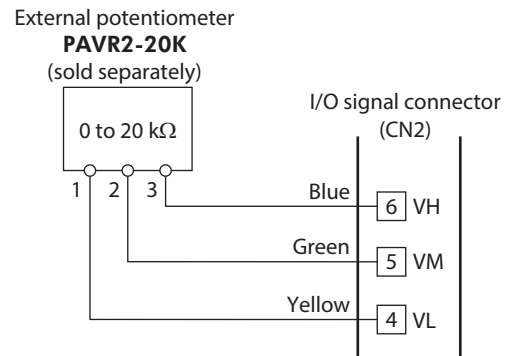 External potentiometer
PAVR2-20K
(sold separately)
0 to 20 kΩ
1 2 3
I/O signal connector
(CN2)
Blue 6 VH
Green 5 VM
Yellow 4 VL